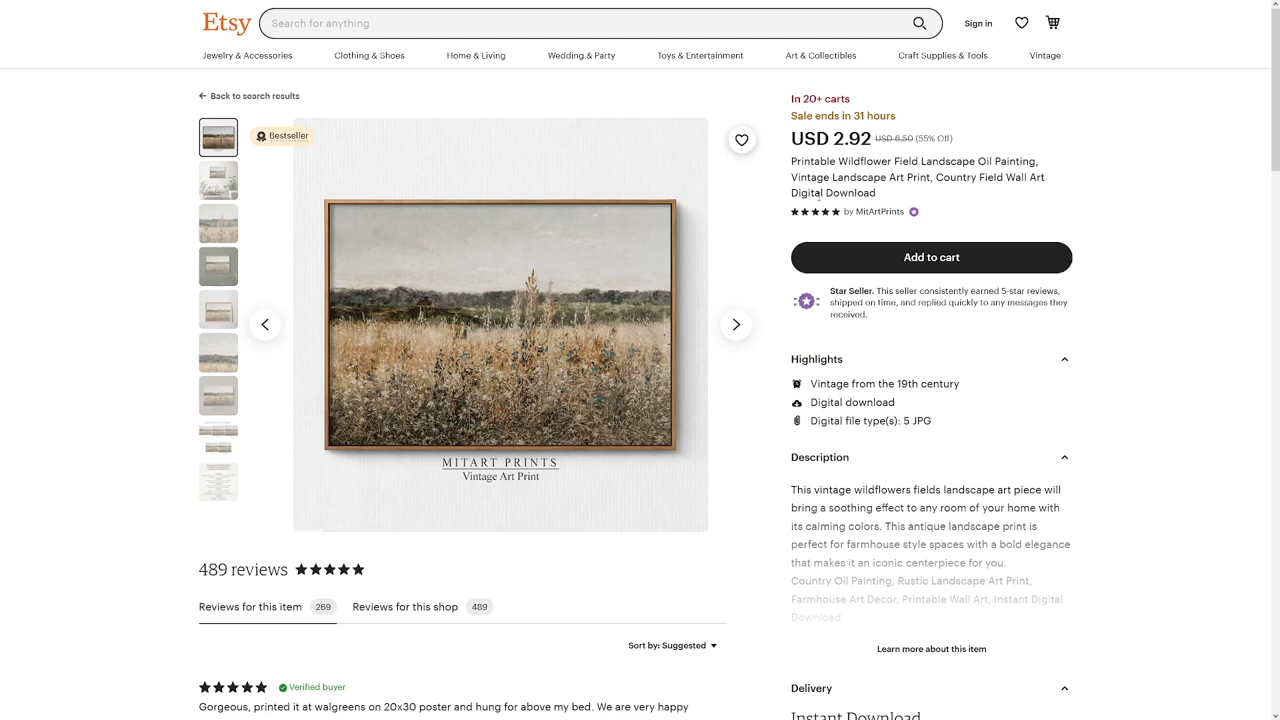 Etsy
Search for anything
Sign in
Jewelry & Accessories
Clothing & Shoes
Home & Living
Wedding & Party
Toys & Entertainment
Art & Collectibles
Craft Supplies & Tools
Vintage
Back to search results
Bestseller
MITART PRINTS
Vintage Art Print
489 reviews
Reviews for this item 269
Reviews for this shop 489
Sort by: Suggested
Verified buyer
Gorgeous, printed it at walgreens on 20x30 poster and hung for above my bed. We are very happy
In 20+ carts
Sale ends in 31 hours
USD 2.92 USD 6.50 (55% Off)
Printable Wildflower Field Landscape Oil Painting,
Vintage Landscape Art Print, Country Field Wall Art
Digital Download
by MitArtPrints
Add to cart
Star Seller. This seller consistently earned 5-star reviews,
shipped on time, and replied quickly to any messages they
received.
Highlights
Vintage from the 19th century
Digital download
Digital file type(s): 5 JPG
Description
This vintage wildflowers fields landscape art piece will
bring a soothing effect to any room of your home with
its calming colors. This antique landscape print is
perfect for farmhouse style spaces with a bold elegance
that makes it an iconic centerpiece for you.
Country Oil Painting, Rustic Landscape Art Print,
Farmhouse Art Decor, Printable Wall Art, Instant Digital
Download
Learn more about this item
Delivery
Instant Download